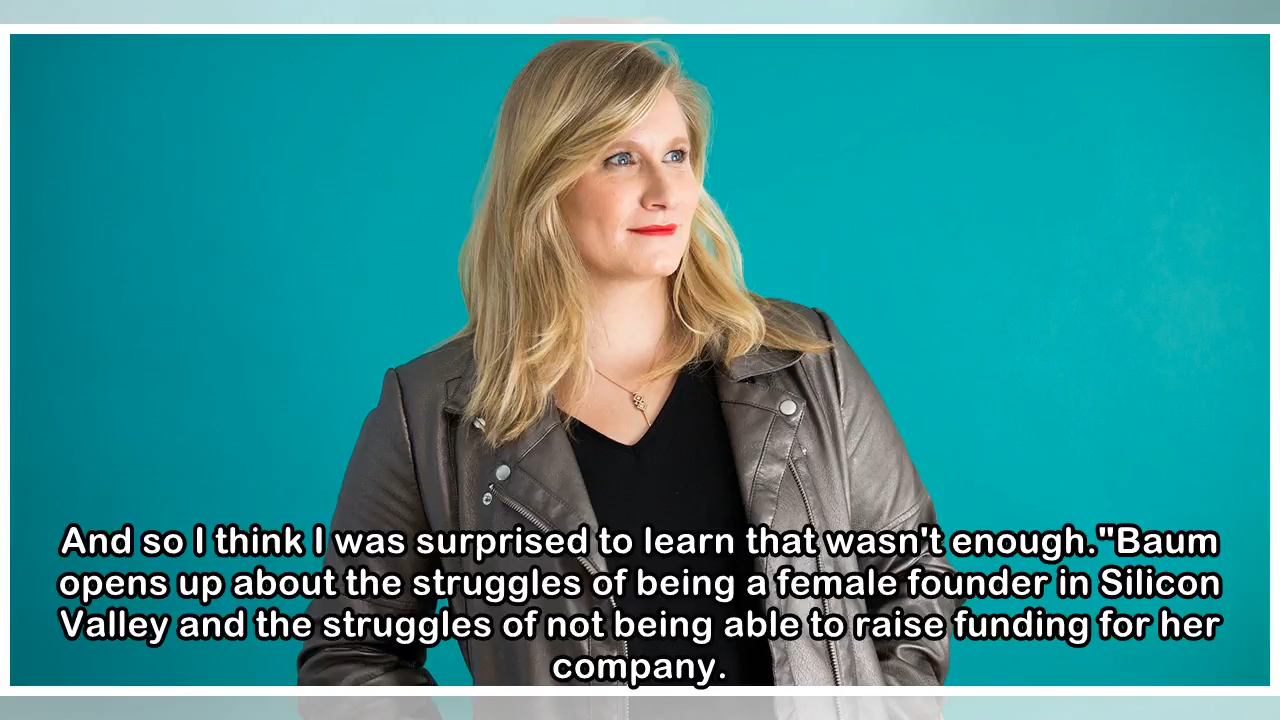 And so I think I was surprised to learn that wasn't enough."Baum
opens up about the struggles of being a female founder in Silicon
Valley and the struggles of not being able to raise funding for her
company.